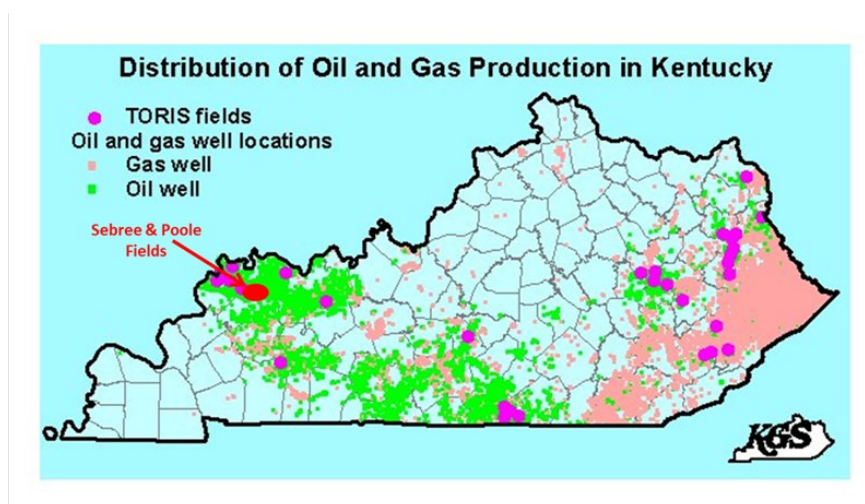 Distribution of Oil and Gas Production in Kentucky
TORIS fields
Oil and gas well locations
Gas well
Oil well
Sebree & Poole
Fields
KGS